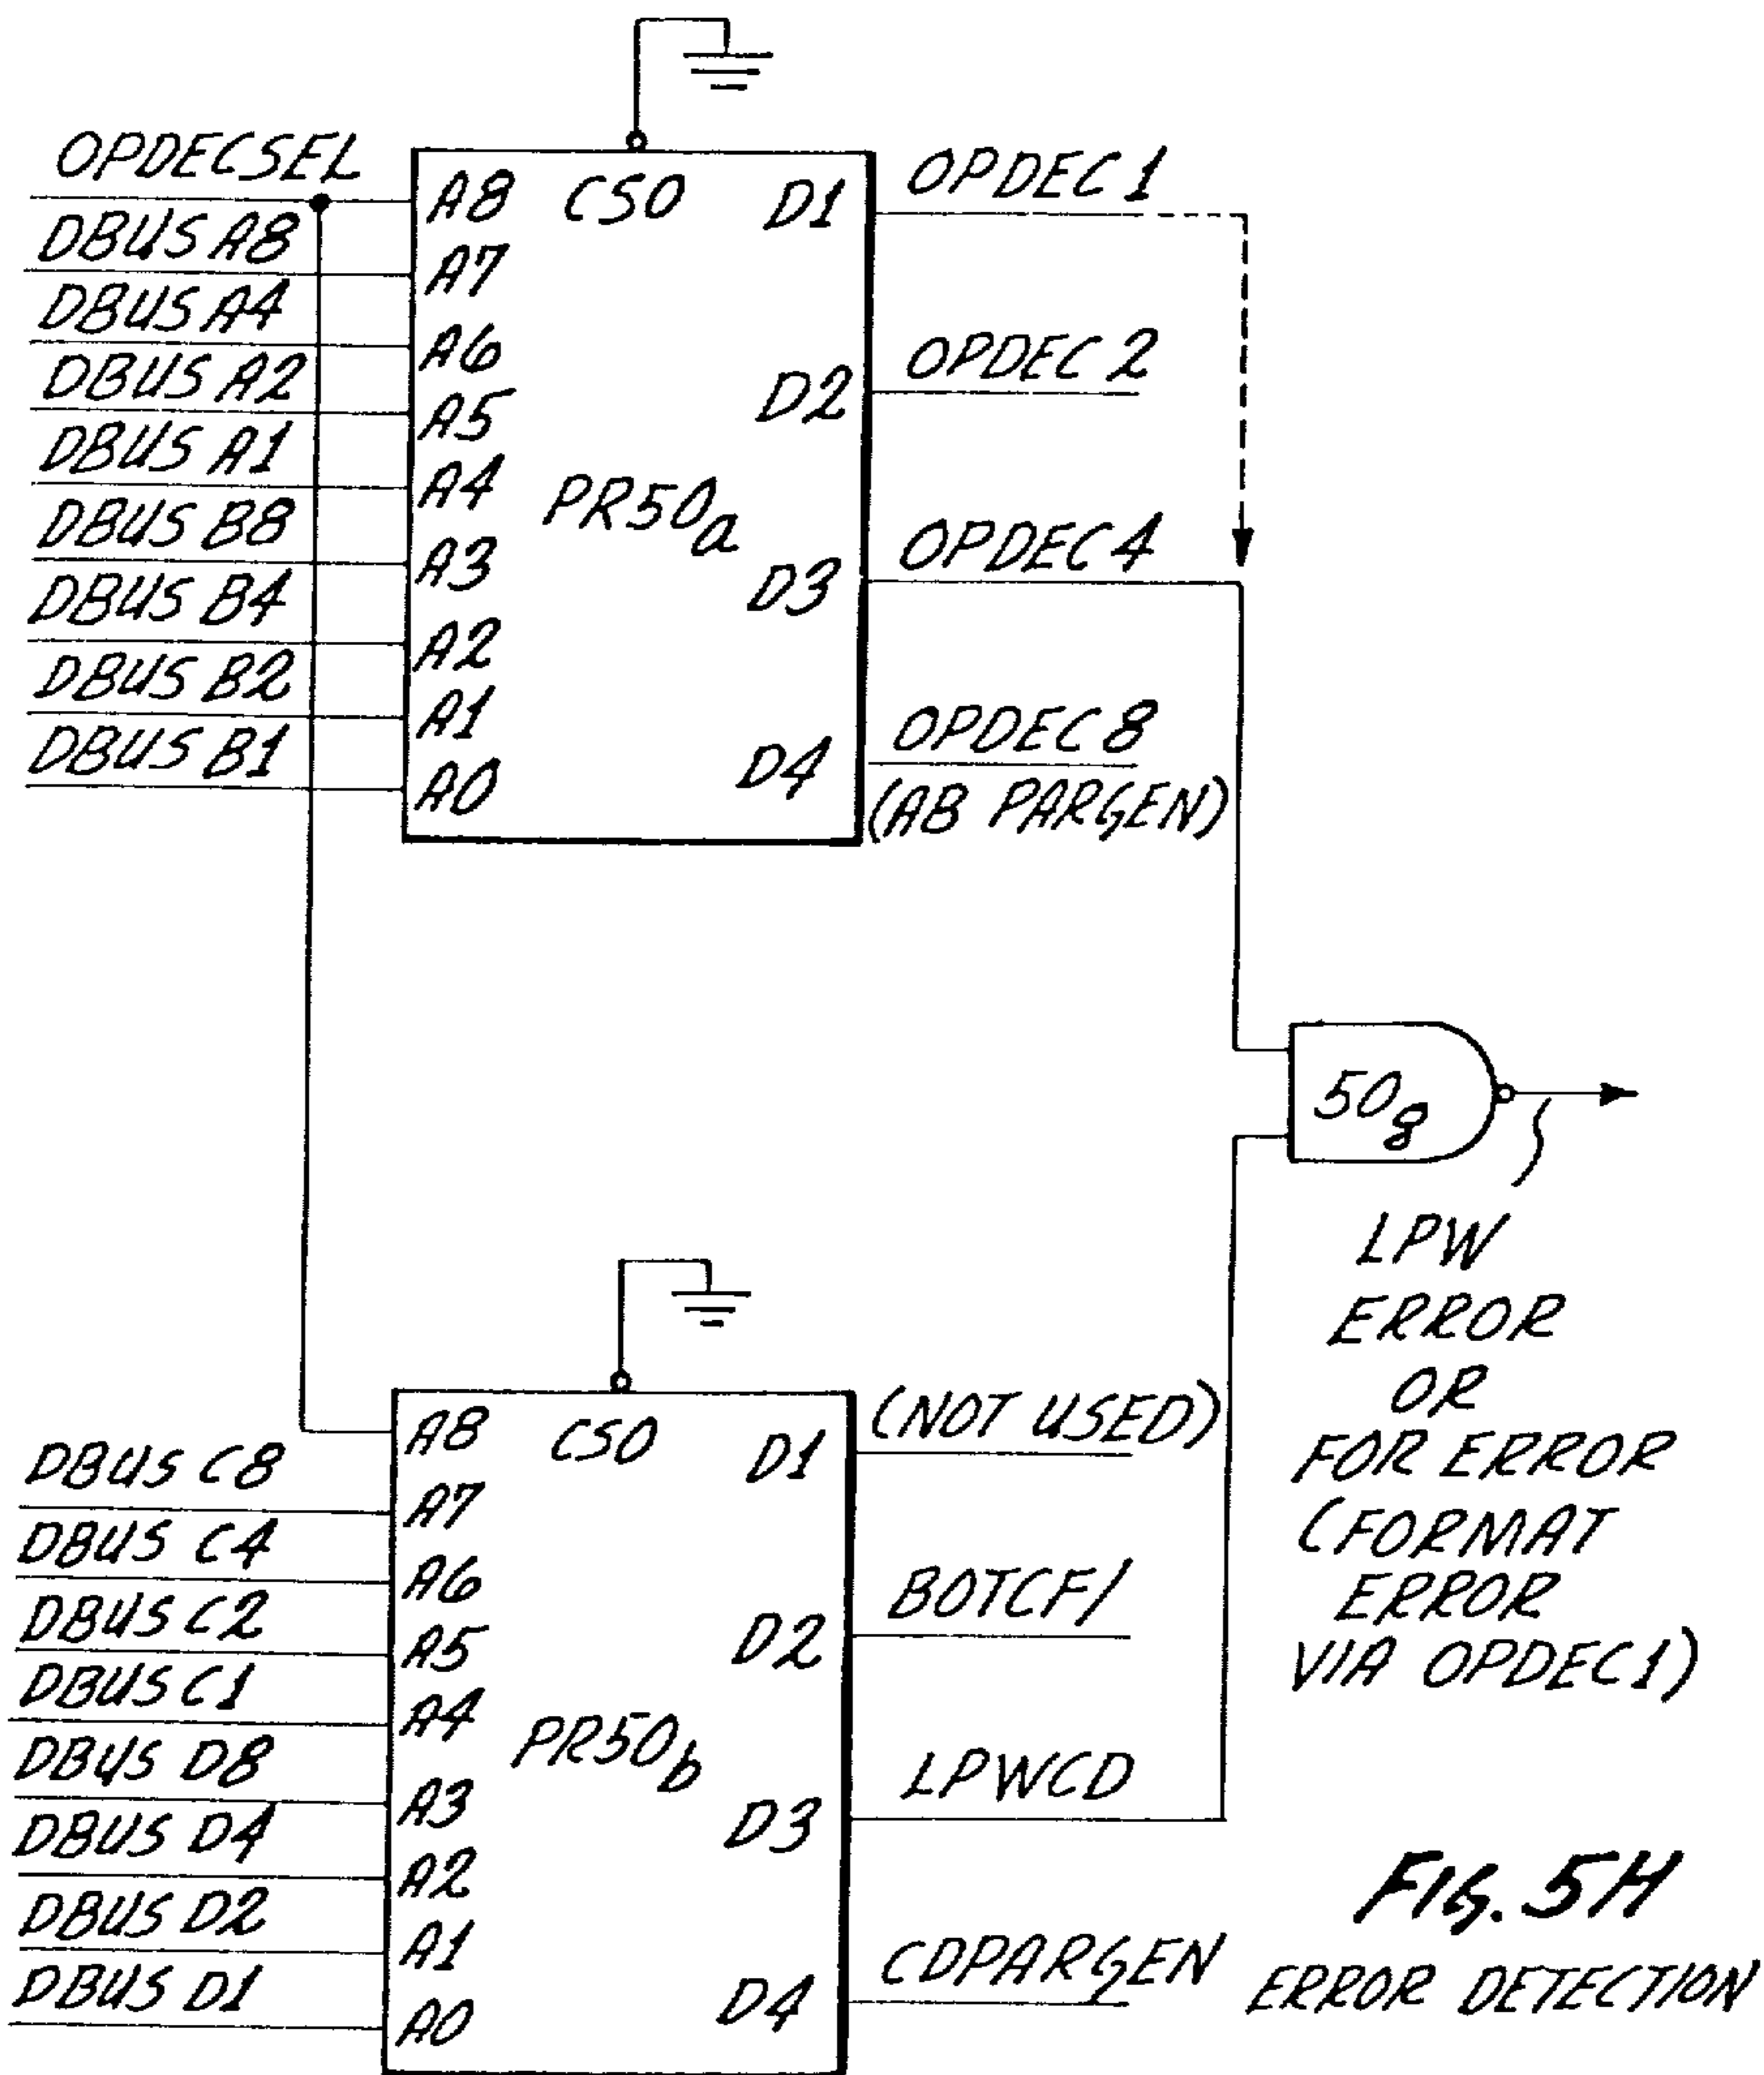 OPDECSEL
DBUS A8
DBUS A4
DBUS A2
DBUS A1
DBUS B8
DBUS B4
DBUS B2
DBUS B1
A8 CS0 D1
A7
A6
A5 D2
A4
PR50a
A3 D3
A2
A1
A0 D4
OPDEC 1
OPDEC 2
OPDEC 4
OPDEC 8
(AB PARGEN)
50g
LPW
ERROR
OR
FOR ERROR
(FORMAT
ERROR
VIA OPDEC1)
DBUS C8
DBUS C4
DBUS C2
DBUS C1
DBUS D8
DBUS D4
DBUS D2
DBUS D1
A8 CS0 D1
A7
A6
A5 D2
A4
PR50b
A3 D3
A2
A1
A0 D4
(NOT USED)
BOTCF/
LPWCD
CDPARGEN
FIG. 5H
ERROR DETECTION